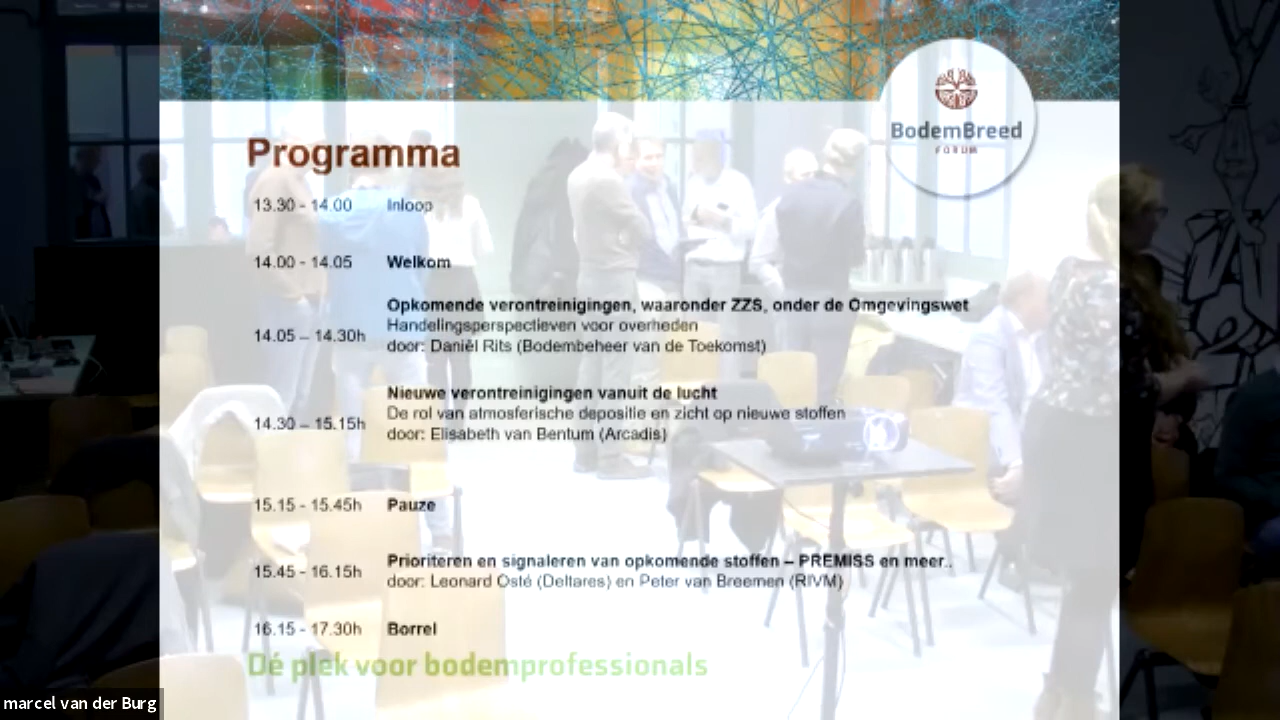 BodemBreed
FORUM
Programma
13.30 - 14.00 Inloop
14.00 - 14.05 Welkom
Opkomende verontreinigingen, waaronder ZZS, onder de Omgevingswet
14.05 – 14.30h Handelingsperspectieven voor overheden
door: Daniël Rits (Bodembeheer van de Toekomst)
Nieuwe verontreinigingen vanuit de lucht
14.30 – 15.15h De rol van atmosferische depositie en zicht op nieuwe stoffen
door: Elisabeth van Bentum (Arcadis)
15.15 - 15.45h Pauze
Prioriteren en signaleren van opkomende stoffen – PREMISS en meer..
15.45 - 16.15h door: Leonard Osté (Deltares) en Peter van Breemen (RIVM)
16.15 - 17.30h Borrel
Dé plek voor bodemprofessionals
marcel van der Burg